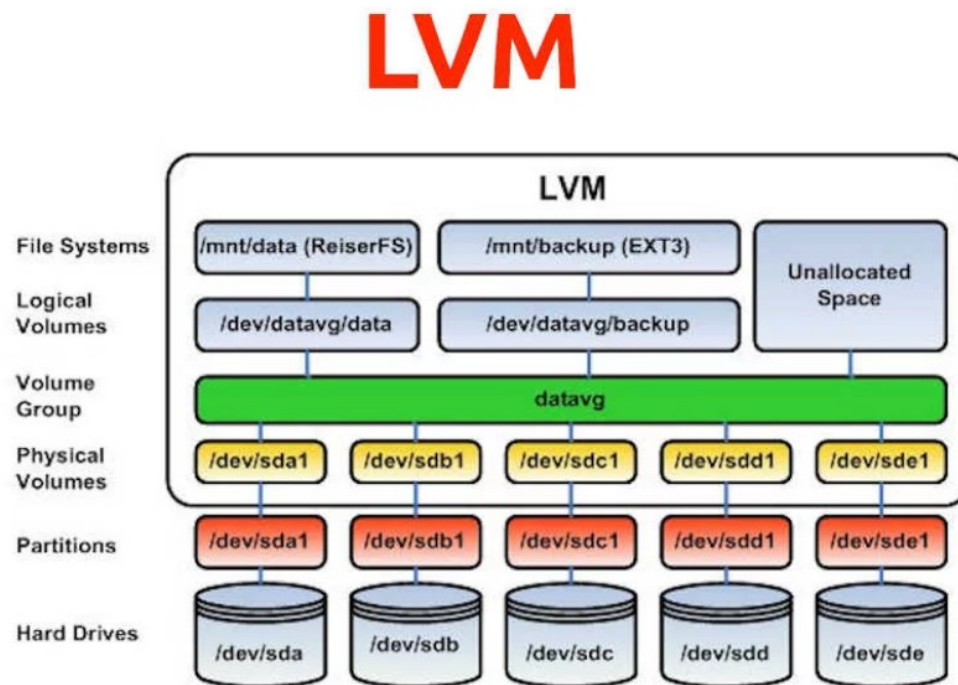 LVM
LVM
File Systems
/mnt/data (ReiserFS)
/mnt/backup (EXT3)
Unallocated
Space
Logical
Volumes
/dev/datavg/data
/dev/datavg/backup
Volume
Group
datavg
Physical
Volumes
/dev/sda1
/dev/sdb1
/dev/sdc1
/dev/sdd1
/dev/sde1
Partitions
/dev/sda1
/dev/sdb1
/dev/sdc1
/dev/sdd1
/dev/sde1
Hard Drives
/dev/sda
/dev/sdb
/dev/sdc
/dev/sdd
/dev/sde